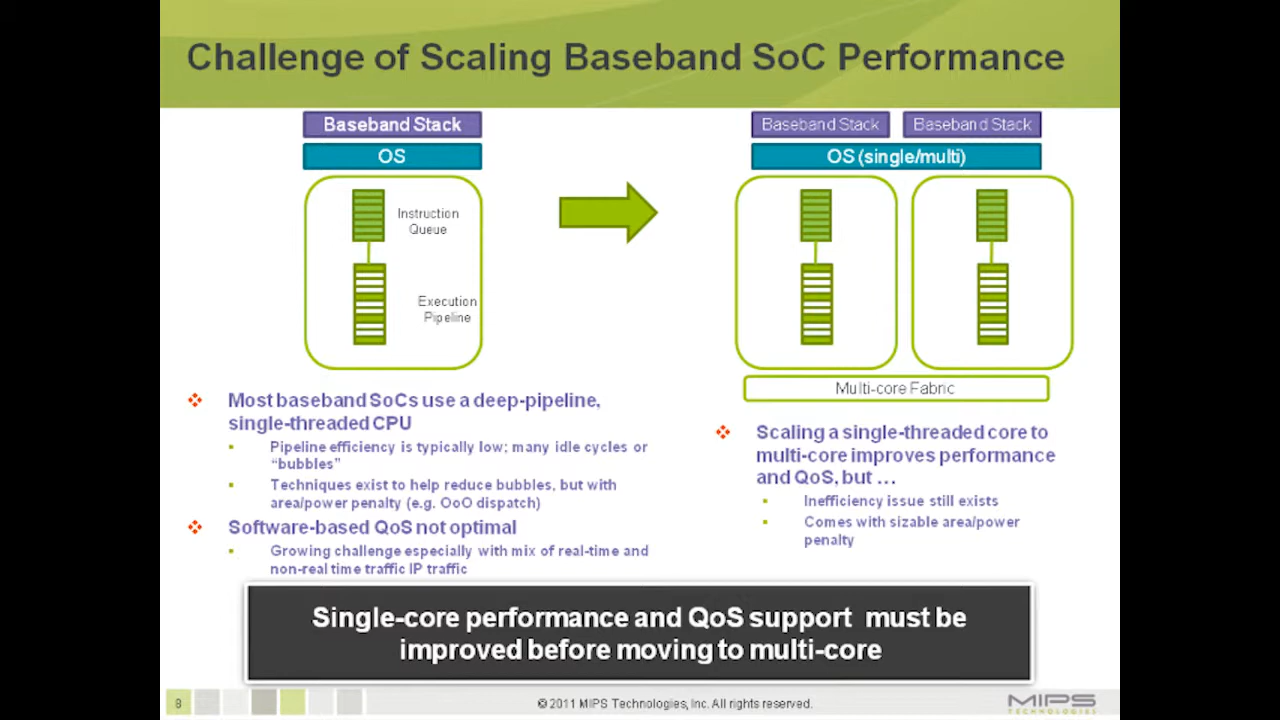 Challenge of Scaling Baseband SoC Performance
Baseband Stack
OS
Instruction
Queue
Execution
Pipeline
Baseband Stack
Baseband Stack
OS (single/multi)
Multi-core Fabric
Most baseband SoCs use a deep-pipeline,
single-threaded CPU
Pipeline efficiency is typically low; many idle cycles or
“bubbles”
Techniques exist to help reduce bubbles, but with
area/power penalty (e.g. OoO dispatch)
Software-based QoS not optimal
Growing challenge especially with mix of real-time and
non-real time traffic IP traffic
Scaling a single-threaded core to
multi-core improves performance
and QoS, but …
Inefficiency issue still exists
Comes with sizable area/power
penalty
Single-core performance and QoS support must be
improved before moving to multi-core
8
© 2011 MIPS Technologies, Inc. All rights reserved.
MIPS
TECHNOLOGIES